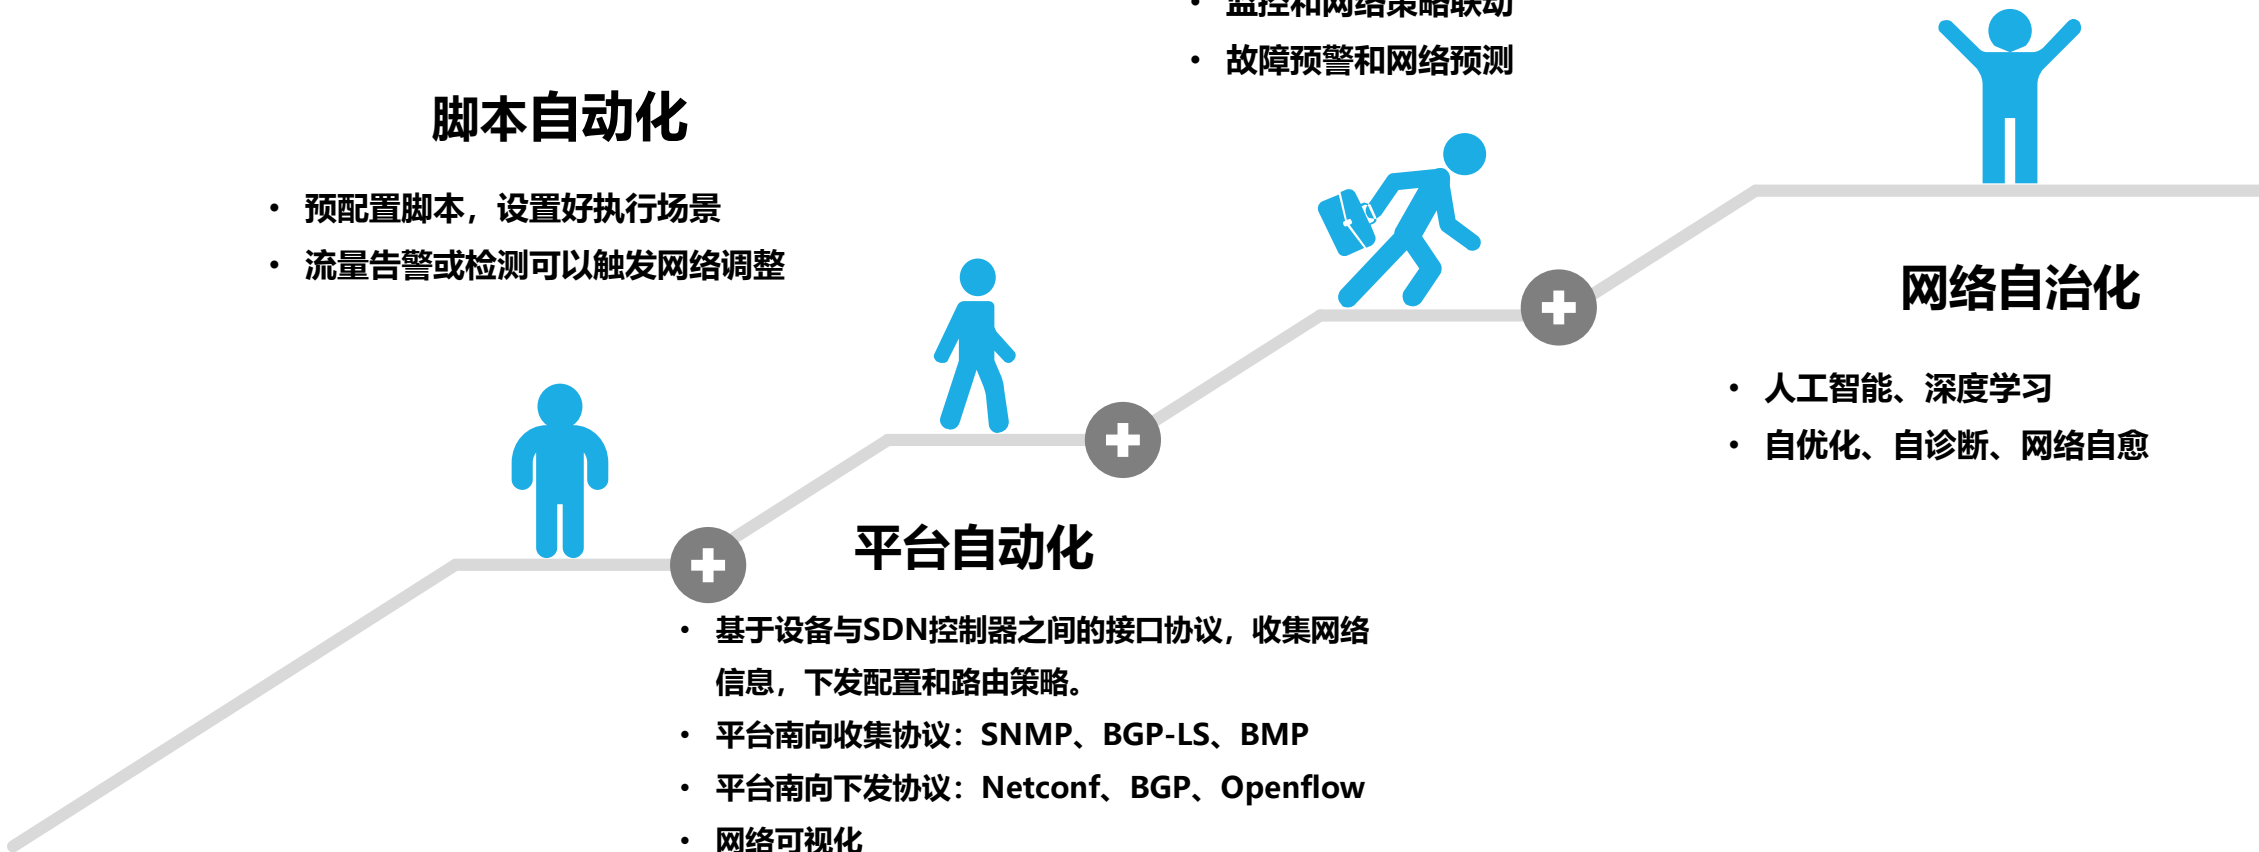 监控和网络策略联动
故障预警和网络预测
脚本自动化
预配置脚本，设置好执行场景
流量告警或检测可以触发网络调整
网络自治化
人工智能、深度学习
自优化、自诊断、网络自愈
平台自动化
基于设备与SDN控制器之间的接口协议，收集网络
信息，下发配置和路由策略。
平台南向收集协议：SNMP、BGP-LS、BMP
平台南向下发协议：Netconf、BGP、Openflow
网络可视化